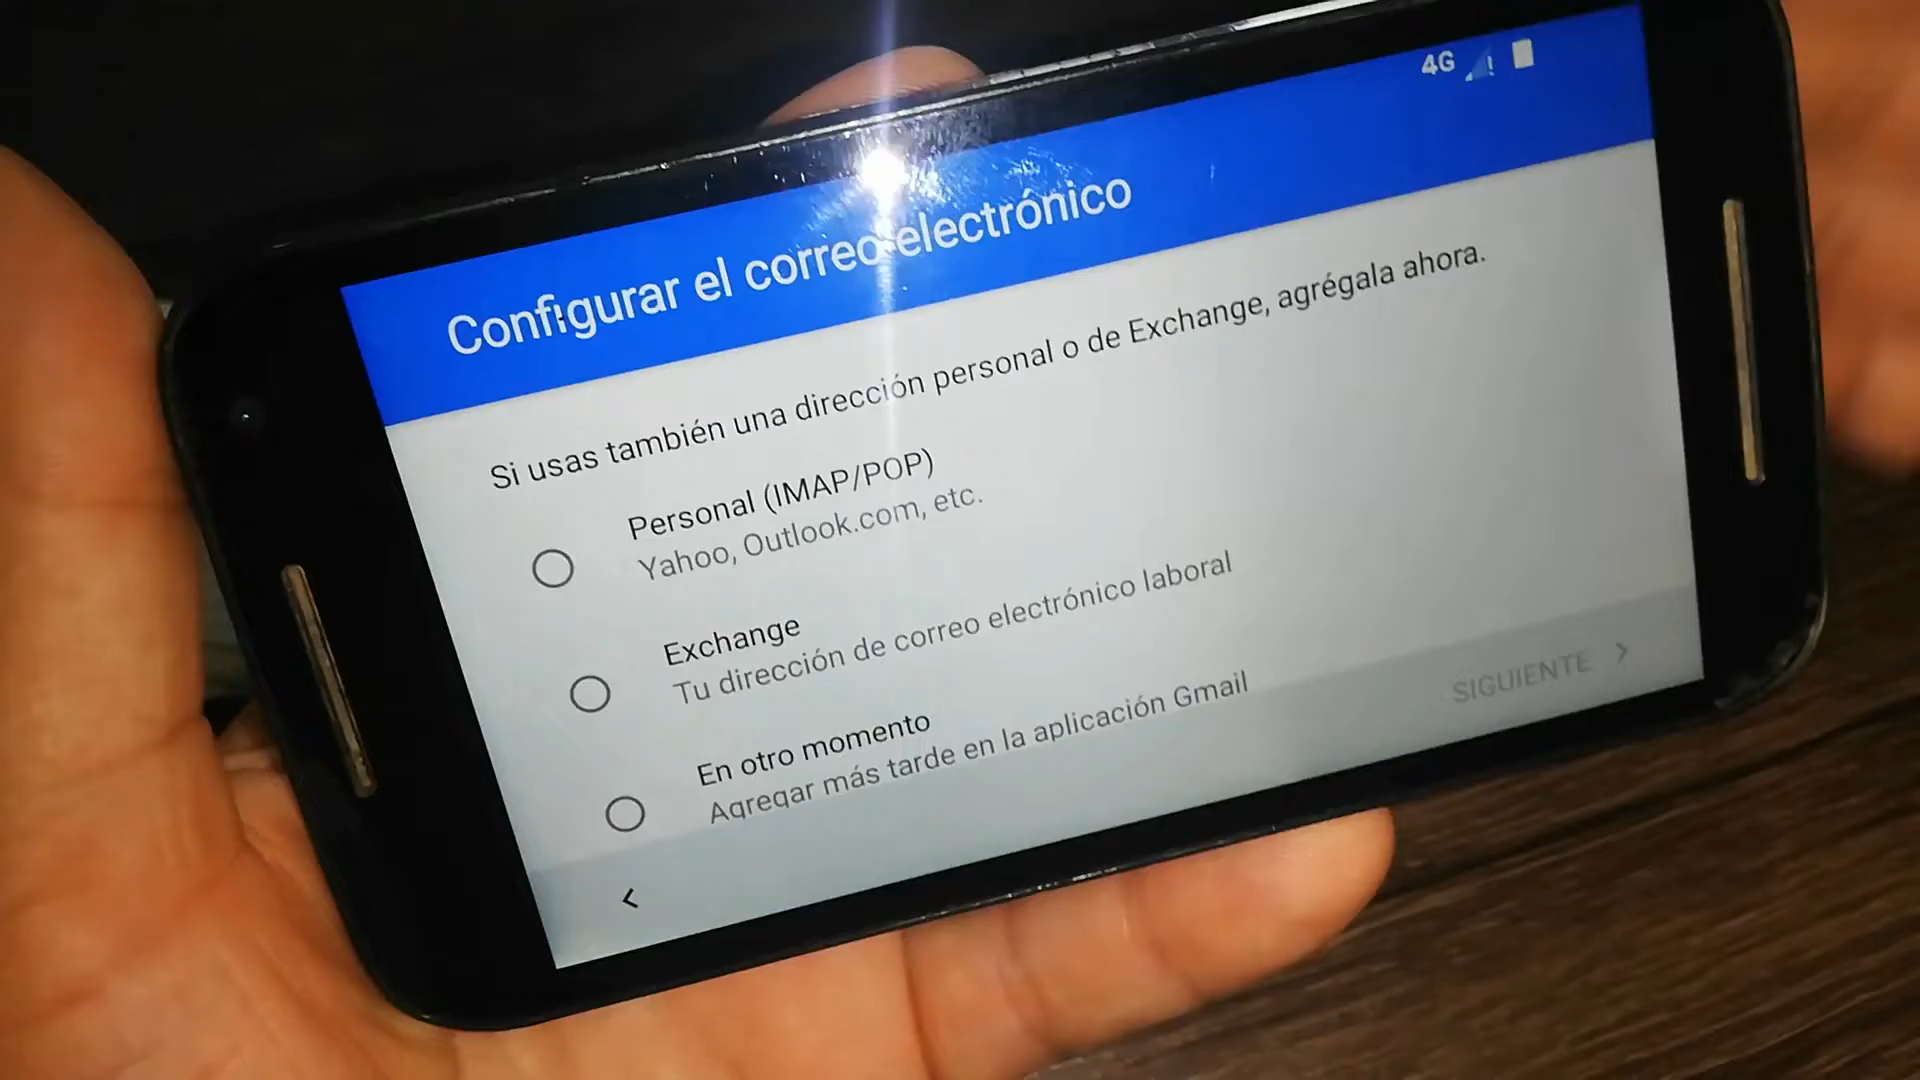 4G
Configurar el correo electrónico
Si usas también una dirección personal o de Exchange, agrégala ahora.
Personal (IMAP/POP)
Yahoo, Outlook.com, etc.
Exchange
Tu dirección de correo electrónico laboral
En otro momento
Agregar más tarde en la aplicación Gmail
SIGUIENTE